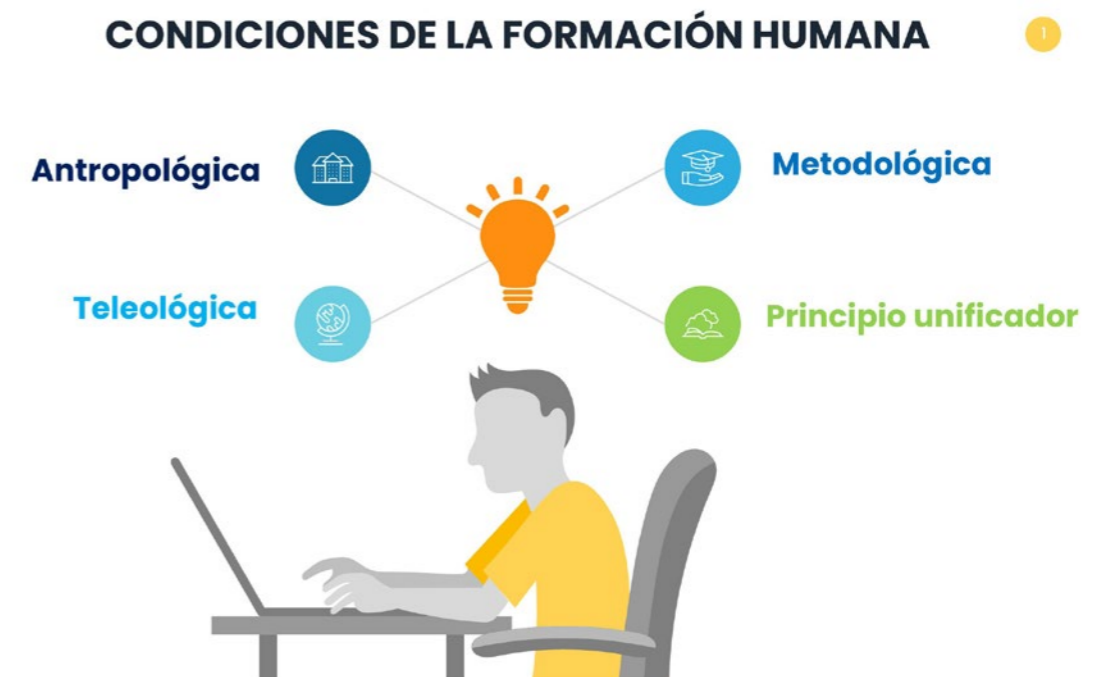 CONDICIONES DE LA FORMACIÓN HUMANA
1
Antropológica
Metodológica
Teleológica
Principio unificador